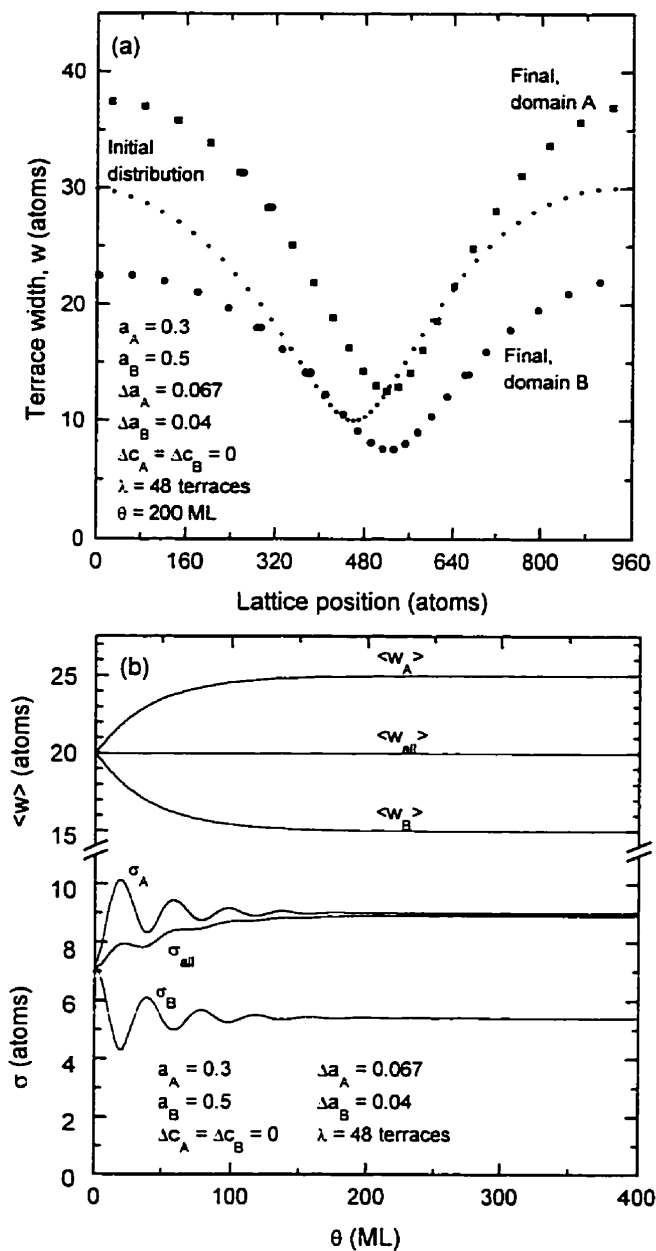 (a)
40
30
20
10
0
Terrace width, w (atoms)
Final,
domain A
Initial
distribution
Final,
domain B
a_A = 0.3
a_B = 0.5
Δa_A = 0.067
Δa_B = 0.04
Δc_A = Δc_B = 0
λ = 48 terraces
θ = 200 ML
0 160 320 480 640 800 960
Lattice position (atoms)
(b)
25
20
15
<w> (atoms)
<w_A>
<w_all>
<w_B>
10
8
6
4
2
0
σ (atoms)
σ_A
σ_all
σ_B
a_A = 0.3 Δa_A = 0.067
a_B = 0.5 Δa_B = 0.04
Δc_A = Δc_B = 0 λ = 48 terraces
0 100 200 300 400
θ (ML)